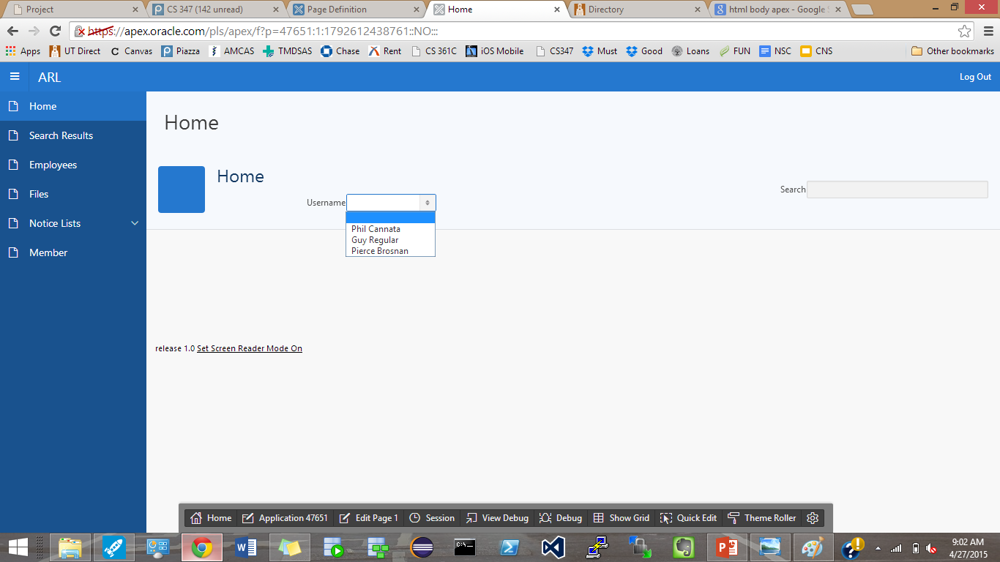 Project CS 347 (142 unread) Page Definition Home Directory html body apex - Google
https://apex.oracle.com/pls/apex/f?p=47651:1:1792612438761::NO:::
Apps UT Direct Canvas Piazza AMCAS TMDSAS Chase Rent CS 361C iOS Mobile CS347 Must Good Loans FUN NSC CNS Other bookmarks
ARL Log Out
Home
Search Results
Employees
Files
Notice Lists
Member
Home
Home
Search
Username
Phil Cannata
Guy Regular
Pierce Brosnan
release 1.0 Set Screen Reader Mode On
Home Application 47651 Edit Page 1 Session View Debug Debug Show Grid Quick Edit Theme Roller
9:02 AM
4/27/2015